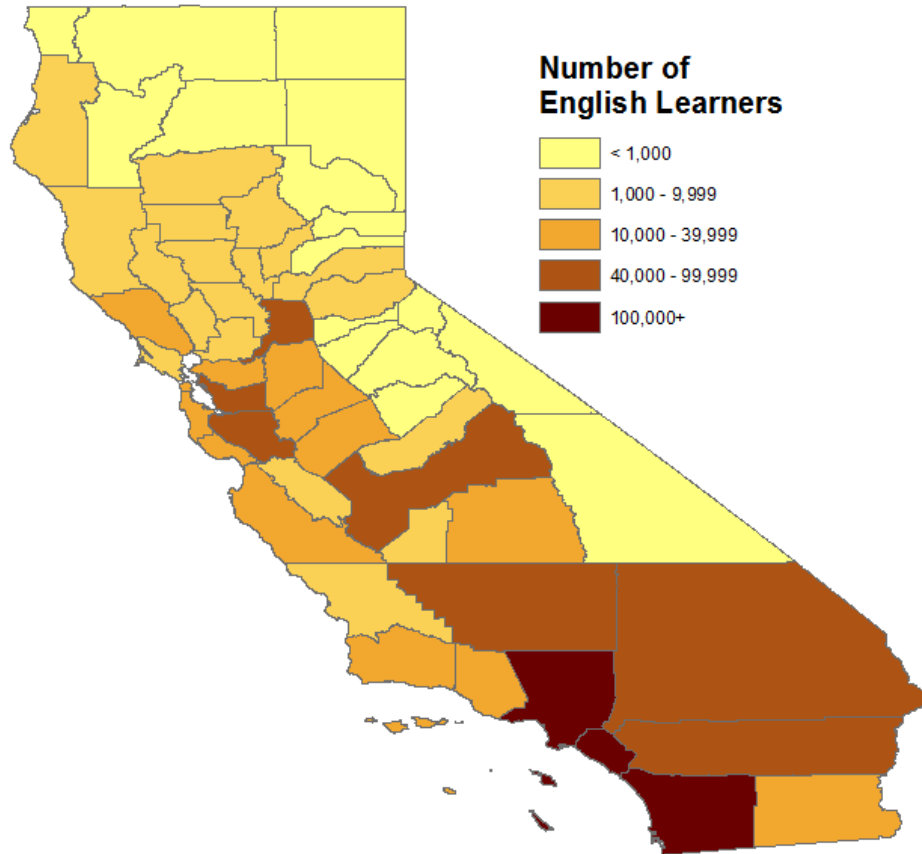 Number of
English Learners
< 1,000
1,000 - 9,999
10,000 - 39,999
40,000 - 99,999
100,000+